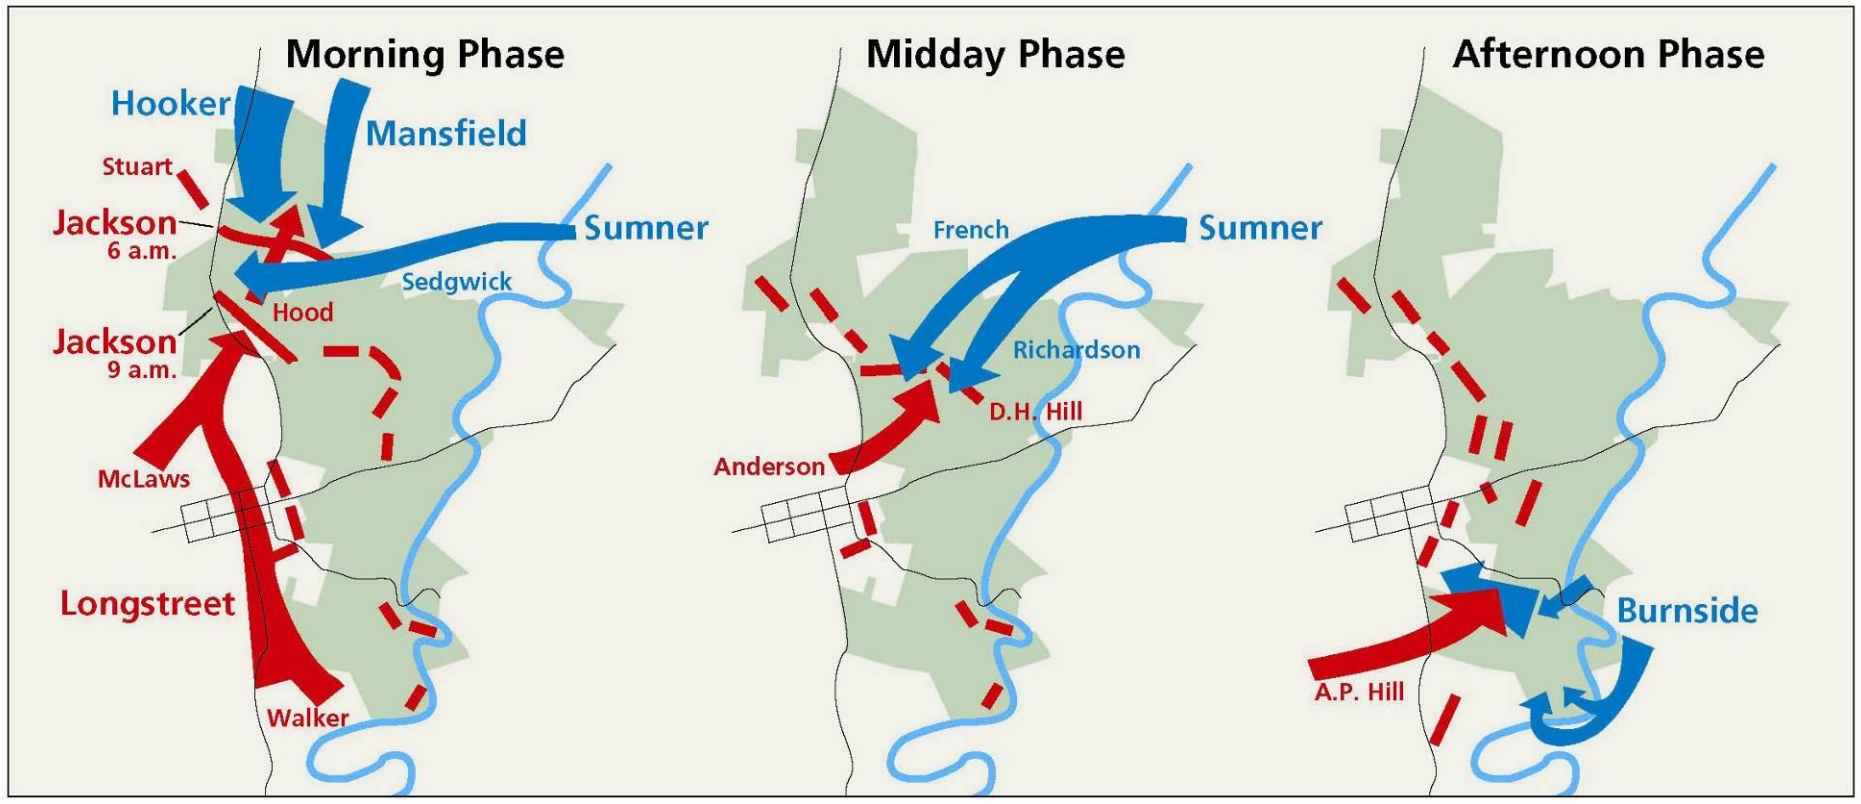 Morning Phase
Hooker
Mansfield
Stuart
Jackson
6 a.m.
Sumner
Sedgwick
Hood
Jackson
9 a.m.
McLaws
Longstreet
Walker
Midday Phase
French
Sumner
Richardson
D.H. Hill
Anderson
Afternoon Phase
Burnside
A.P. Hill